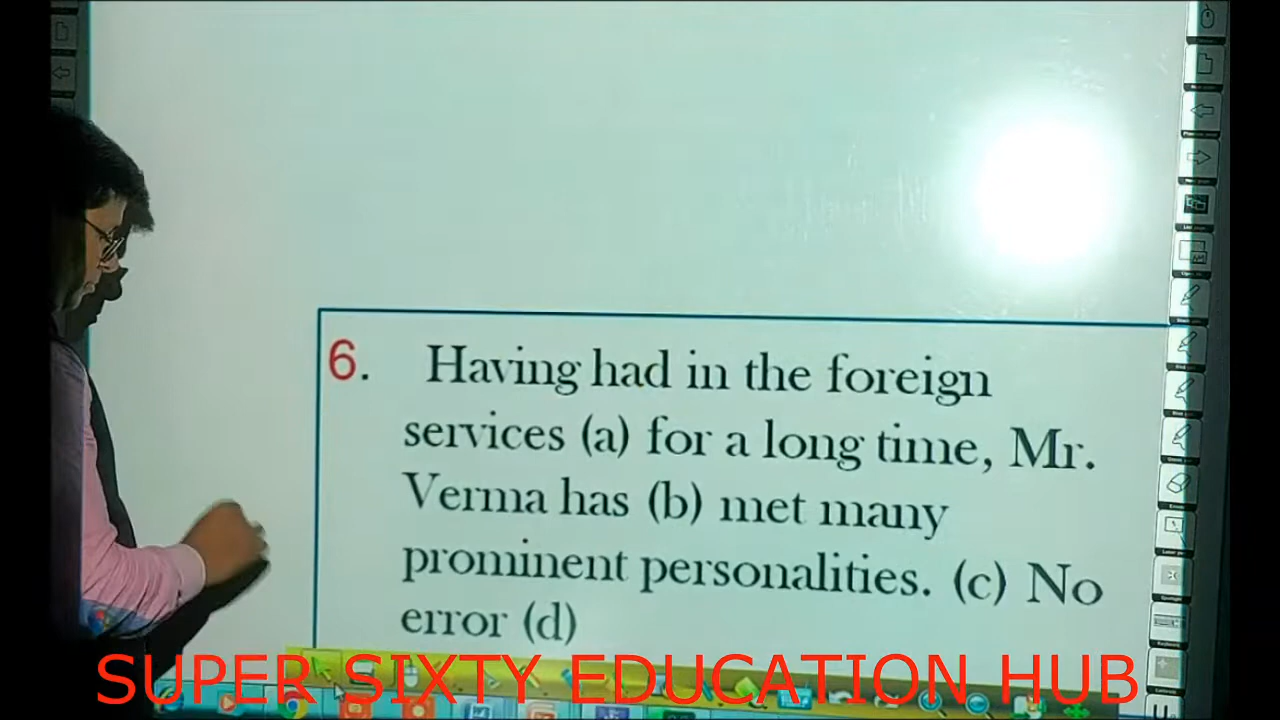 6. Having had in the foreign
services (a) for a long time, Mr.
Verma has (b) met many
prominent personalities. (c) No
error (d)
SUPER SIXTY EDUCATION HUB